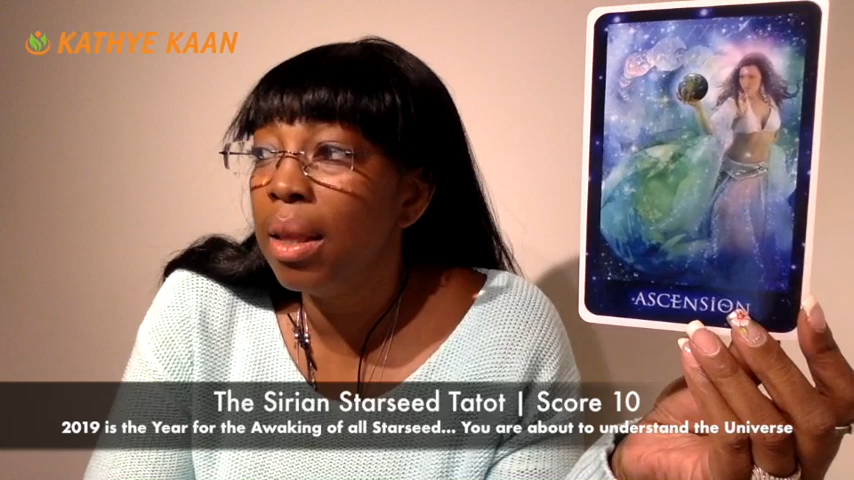 KATHYE KAAN
ASCENSION
The Sirian Starseed Tatot | Score 10
2019 is the Year for the Awaking of all Starseed... You are about to understand the Universe